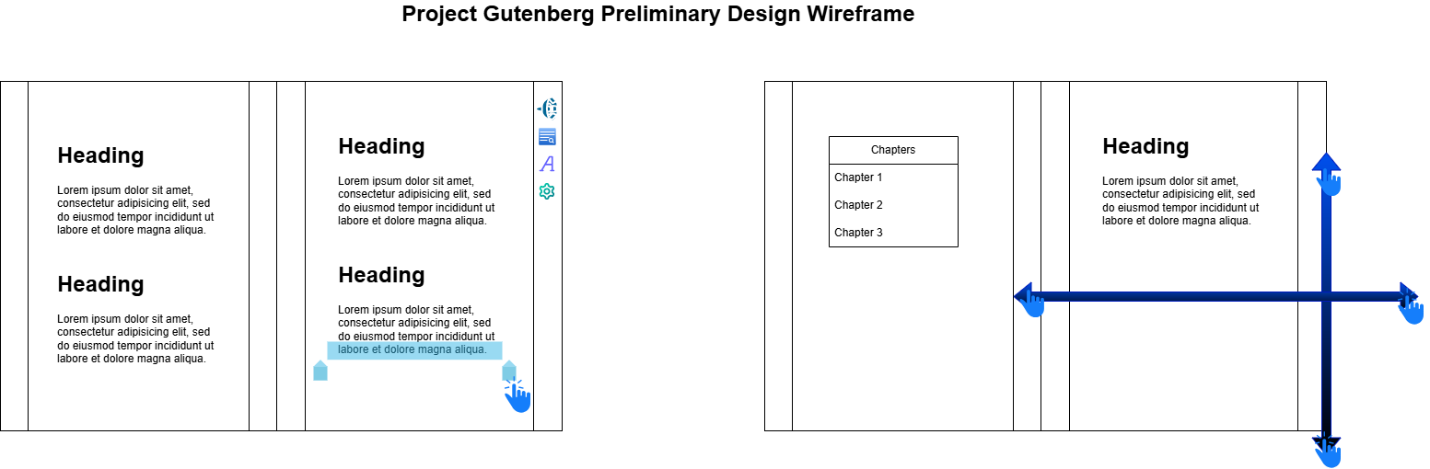 Project Gutenberg Preliminary Design Wireframe
Heading
Lorem ipsum dolor sit amet,
consectetur adipisicing elit, sed
do eiusmod tempor incididunt ut
labore et dolore magna aliqua.
Heading
Lorem ipsum dolor sit amet,
consectetur adipisicing elit, sed
do eiusmod tempor incididunt ut
labore et dolore magna aliqua.
Heading
Lorem ipsum dolor sit amet,
consectetur adipisicing elit, sed
do eiusmod tempor incididunt ut
labore et dolore magna aliqua.
A
Heading
Lorem ipsum dolor sit amet,
consectetur adipisicing elit, sed
do eiusmod tempor incididunt ut
labore et dolore magna aliqua.
Chapters
Chapter 1
Chapter 2
Chapter 3
Heading
Lorem ipsum dolor sit amet,
consectetur adipisicing elit, sed
do eiusmod tempor incididunt ut
labore et dolore magna aliqua.